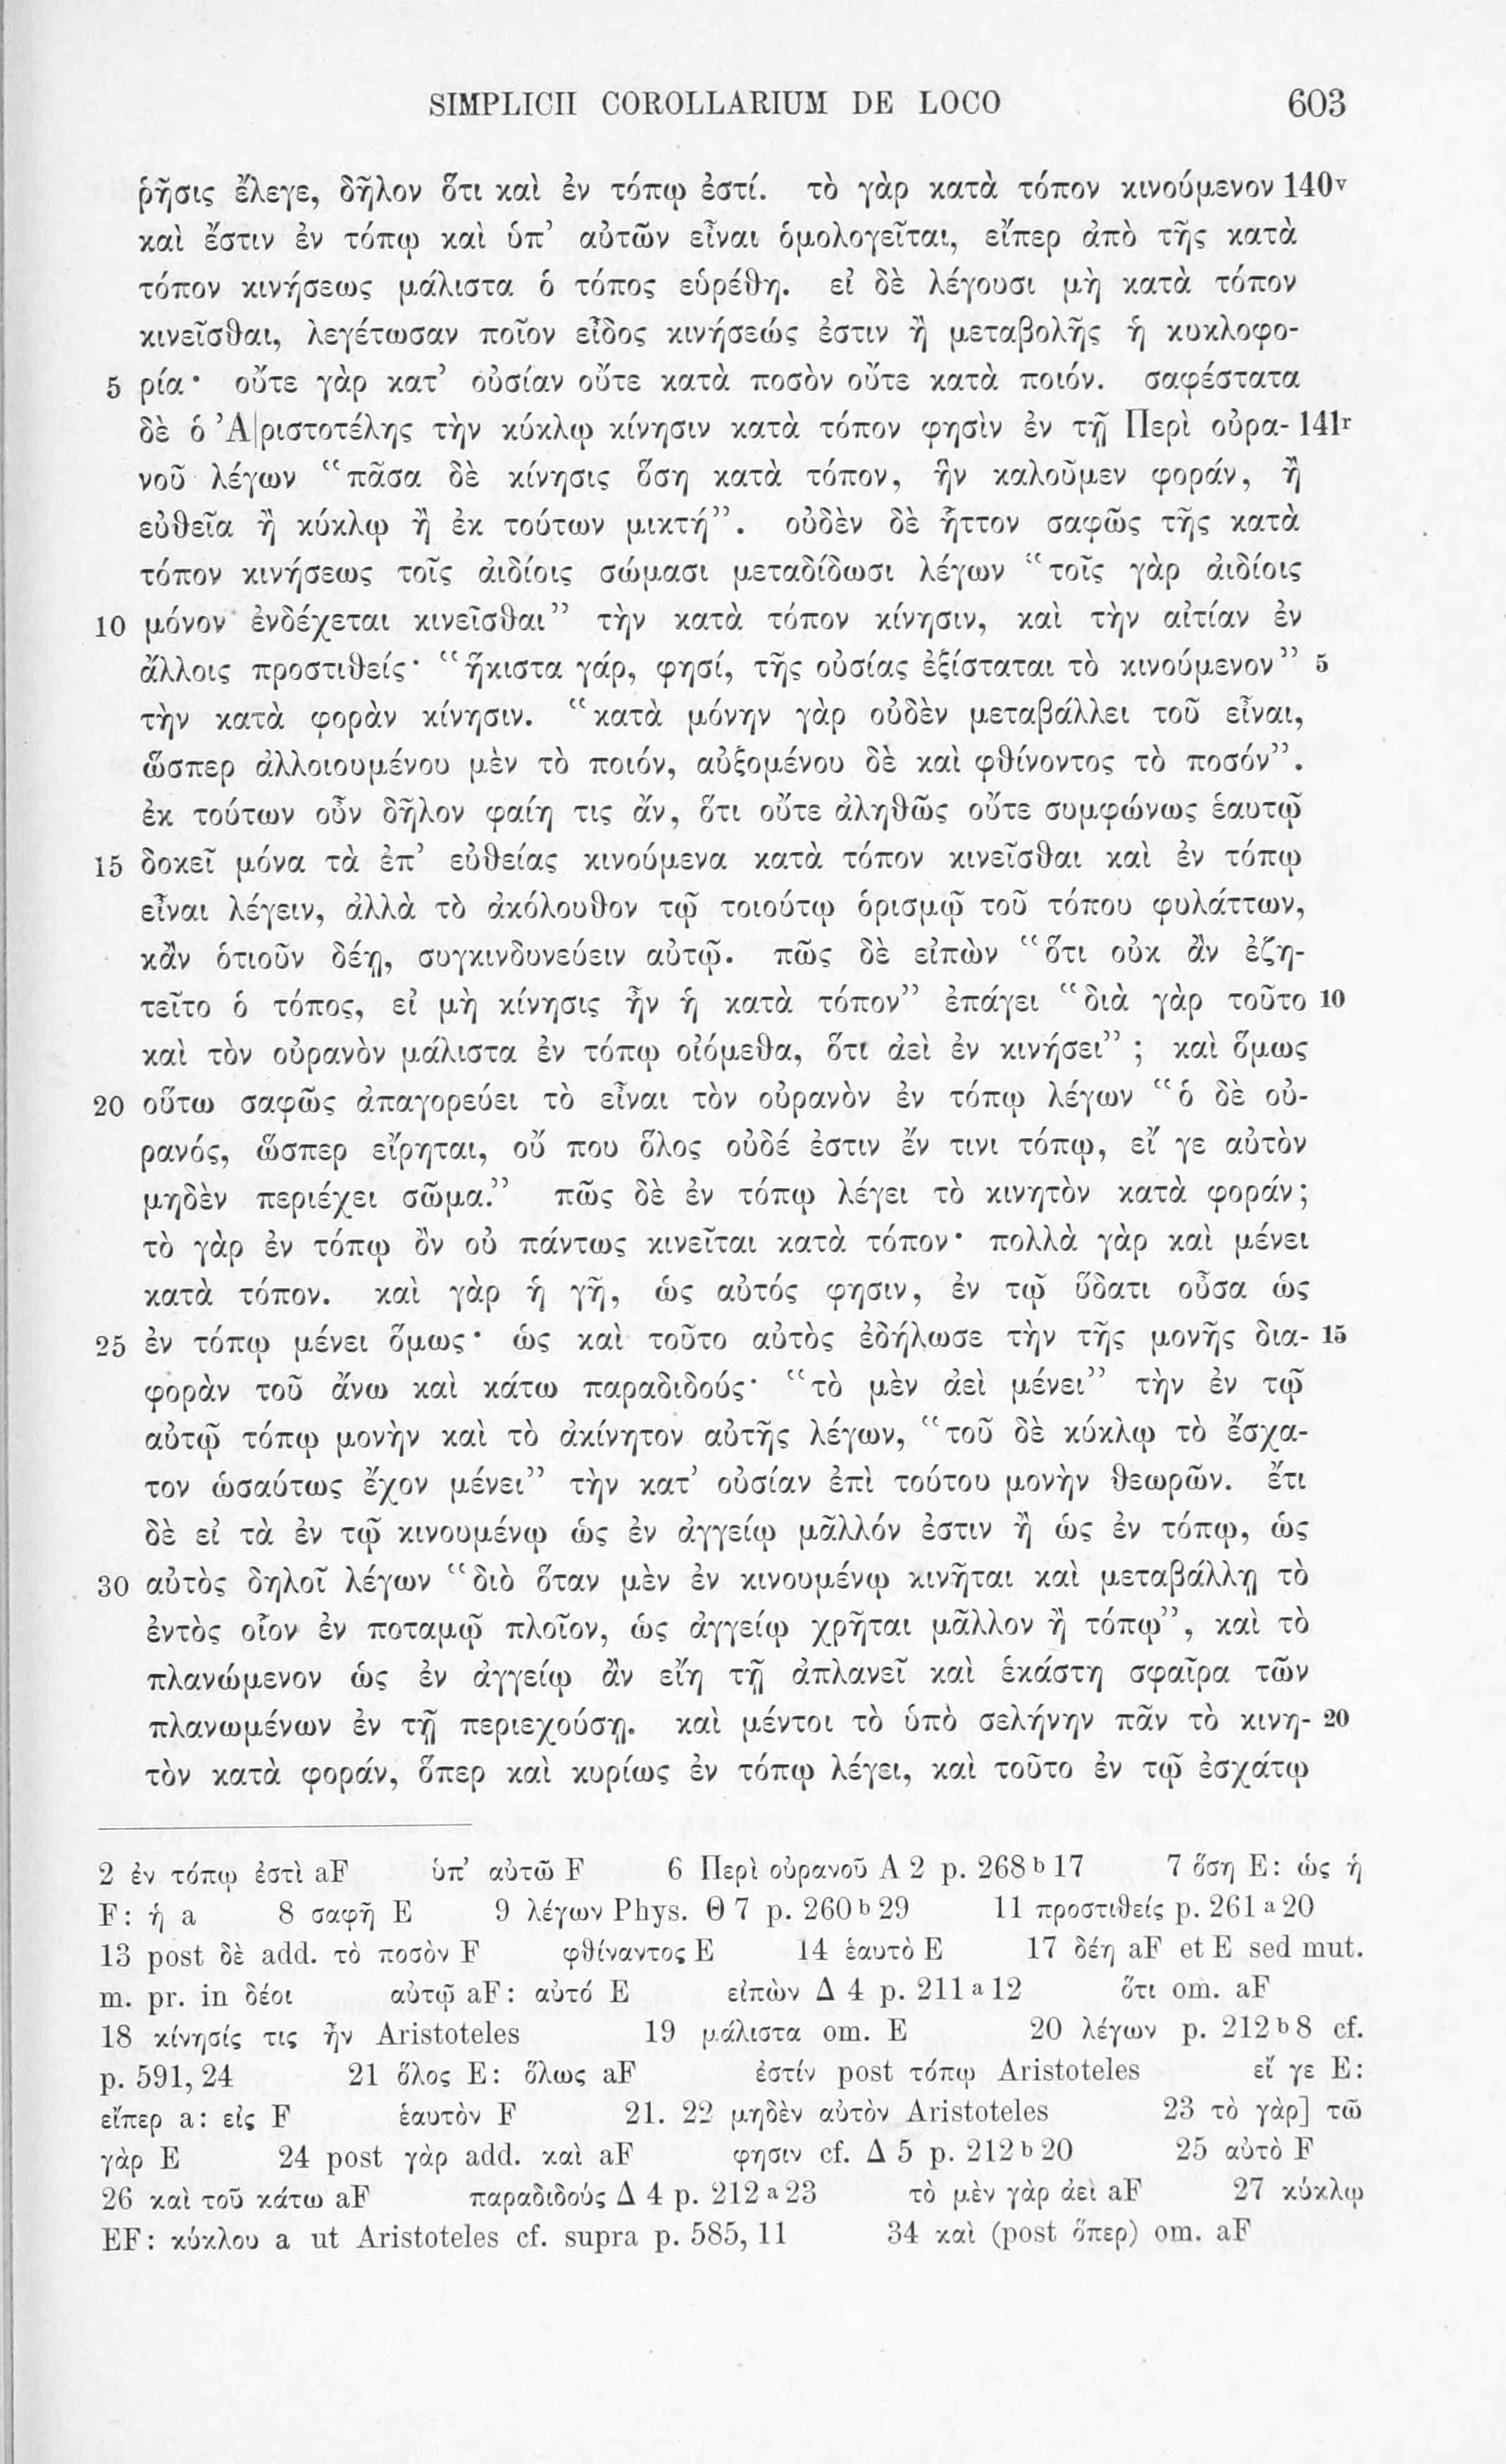 SIMPLICII COROLLARIUM DE LOCO 603
ῥῆσις ἔλεγε, δῆλον ὅτι καὶ ἐν τόπῳ ἐστί. τὸ γὰρ κατὰ τόπον κινούμενον 140v
καὶ ἔστιν ἐν τόπῳ καὶ ὑπ’ αὐτῶν εἶναι ὁμολογεῖται, εἴπερ ἀπὸ τῆς κατὰ
τόπον κινήσεως μάλιστα ὁ τόπος εὑρέθη. εἰ δὲ λέγουσι μὴ κατὰ τόπον
κινεῖσθαι, λεγέτωσαν ποῖον εἶδος κινήσεώς ἐστιν ἢ μεταβολῆς ἡ κυκλοφο-
5 ρία· οὔτε γὰρ κατ’ οὐσίαν οὔτε κατὰ ποσὸν οὔτε κατὰ ποιόν. σαφέστατα
δὲ ὁ Ἀ|ριστοτέλης τὴν κύκλῳ κίνησιν κατὰ τόπον φησὶν ἐν τῇ Περὶ οὐρα- 141r
νοῦ λέγων “πᾶσα δὲ κίνησις ὅση κατὰ τόπον, ἣν καλοῦμεν φοράν, ἢ
εὐθεῖα ἢ κύκλῳ ἢ ἐκ τούτων μικτή”. οὐδὲν δὲ ἧττον σαφῶς τῆς κατὰ
τόπον κινήσεως τοῖς ἀιδίοις σώμασι μεταδίδωσι λέγων “τοῖς γὰρ ἀιδίοις
10 μόνον ἐνδέχεται κινεῖσθαι” τὴν κατὰ τόπον κίνησιν, καὶ τὴν αἰτίαν ἐν
ἄλλοις προστιθείς· “ἥκιστα γάρ, φησί, τῆς οὐσίας ἐξίσταται τὸ κινούμενον” 5
τὴν κατὰ φορὰν κίνησιν. “κατὰ μόνην γὰρ οὐδὲν μεταβάλλει τοῦ εἶναι,
ὥσπερ ἀλλοιουμένου μὲν τὸ ποιόν, αὐξομένου δὲ καὶ φθίνοντος τὸ ποσόν”.
ἐκ τούτων οὖν δῆλον φαίη τις ἄν, ὅτι οὔτε ἀληθῶς οὔτε συμφώνως ἑαυτῷ
15 δοκεῖ μόνα τὰ ἐπ’ εὐθείας κινούμενα κατὰ τόπον κινεῖσθαι καὶ ἐν τόπῳ
εἶναι λέγειν, ἀλλὰ τὸ ἀκόλουθον τῷ τοιούτῳ ὁρισμῷ τοῦ τόπου φυλάττων,
κἂν ὁτιοῦν δέῃ, συγκινδυνεύειν αὐτῷ. πῶς δὲ εἰπὼν “ὅτι οὐκ ἂν ἐζη-
τεῖτο ὁ τόπος, εἰ μὴ κίνησις ἦν ἡ κατὰ τόπον” ἐπάγει “διὰ γὰρ τοῦτο 10
καὶ τὸν οὐρανὸν μάλιστα ἐν τόπῳ οἰόμεθα, ὅτι ἀεὶ ἐν κινήσει”; καὶ ὅμως
20 οὕτω σαφῶς ἀπαγορεύει τὸ εἶναι τὸν οὐρανὸν ἐν τόπῳ λέγων “ὁ δὲ οὐ-
ρανός, ὥσπερ εἴρηται, οὔ που ὅλος οὐδέ ἐστιν ἔν τινι τόπῳ, εἴ γε αὐτὸν
μηδὲν περιέχει σῶμα.” πῶς δὲ ἐν τόπῳ λέγει τὸ κινητὸν κατὰ φοράν;
τὸ γὰρ ἐν τόπῳ ὂν οὐ πάντως κινεῖται κατὰ τόπον· πολλὰ γὰρ καὶ μένει
κατὰ τόπον. καὶ γὰρ ἡ γῆ, ὡς αὐτός φησιν, ἐν τῷ ὕδατι οὖσα ὡς
25 ἐν τόπῳ μένει ὅμως· ὡς καὶ τοῦτο αὐτὸς ἐδήλωσε τὴν τῆς μονῆς δια- 15
φορὰν τοῦ ἄνω καὶ κάτω παραδιδούς· “τὸ μὲν ἀεὶ μένει” τὴν ἐν τῷ
αὐτῷ τόπῳ μονὴν καὶ τὸ ἀκίνητον αὐτῆς λέγων, “τοῦ δὲ κύκλῳ τὸ ἔσχα-
τον ὡσαύτως ἔχον μένει” τὴν κατ’ οὐσίαν ἐπὶ τούτου μονὴν θεωρῶν. ἔτι
δὲ εἰ τὰ ἐν τῷ κινουμένῳ ὡς ἐν ἀγγείῳ μᾶλλόν ἐστιν ἢ ὡς ἐν τόπῳ, ὡς
30 αὐτὸς δηλοῖ λέγων “διὸ ὅταν μὲν ἐν κινουμένῳ κινῆται καὶ μεταβάλλῃ τὸ
ἐντὸς οἷον ἐν ποταμῷ πλοῖον, ὡς ἀγγείῳ χρῆται μᾶλλον ἢ τόπῳ”, καὶ τὸ
πλανώμενον ὡς ἐν ἀγγείῳ ἂν εἴη τῇ ἀπλανεῖ καὶ ἑκάστη σφαῖρα τῶν
πλανωμένων ἐν τῇ περιεχούσῃ. καὶ μέντοι τὸ ὑπὸ σελήνην πᾶν τὸ κινη- 20
τὸν κατὰ φοράν, ὅπερ καὶ κυρίως ἐν τόπῳ λέγει, καὶ τοῦτο ἐν τῷ ἐσχάτῳ
2 ἐν τόπῳ ἐστὶ aF ὑπ’ αὐτῶ F 6 Περὶ οὐρανοῦ A 2 p. 268 b 17 7 ὅση E: ὡς ἡ
F: ἡ a 8 σαφῆ E 9 λέγων Phys. Θ 7 p. 260 b 29 11 προστιθείς p. 261 a 20
13 post δὲ add. τὸ ποσὸν F φθίναντος E 14 ἑαυτὸ E 17 δέη aF et E sed mut.
m. pr. in δέοι αὐτῷ aF: αὐτό E εἰπὼν Δ 4 p. 211 a 12 ὅτι om. aF
18 κίνησίς τις ἦν Aristoteles 19 μάλιστα om. E 20 λέγων p. 212 b 8 cf.
p. 591, 24 21 ὅλος E: ὅλως aF ἐστίν post τόπῳ Aristoteles εἴ γε E:
εἴπερ a: εἰς F ἑαυτὸν F 21. 22 μηδὲν αὐτὸν Aristoteles 23 τὸ γὰρ] τῶ
γὰρ E 24 post γὰρ add. καὶ aF φησιν cf. Δ 5 p. 212 b 20 25 αὐτὸ F
26 καὶ τοῦ κάτω aF παραδιδούς Δ 4 p. 212 a 23 τὸ μὲν γὰρ ἀεὶ aF 27 κύκλῳ
EF: κύκλου a ut Aristoteles cf. supra p. 585, 11 34 καὶ (post ὅπερ) om. aF